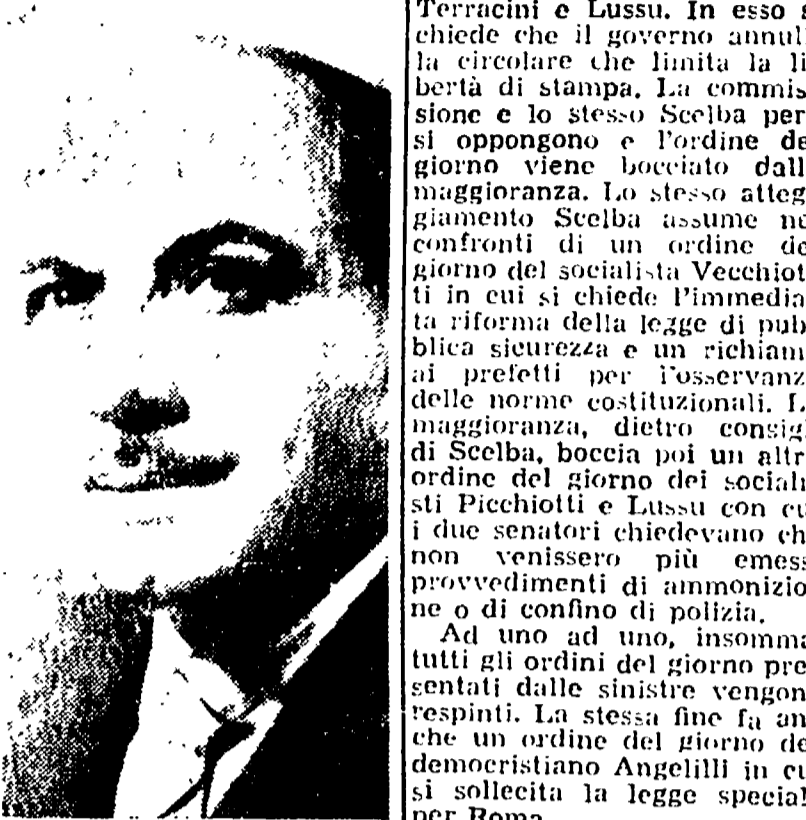 Terracini e Lussu. In esso s
chiede che il governo annull
la circolare che limita la li
bertà di stampa. La commis
sione e lo stesso Scelba per
si oppongono e l'ordine de
giorno viene bocciato dall
maggioranza. Lo stesso atteg
giamento Scelba assume ne
confronti di un ordine de
giorno del socialista Vecchiot
ti in cui si chiede l'immedia
ta riforma della legge di pub
blica sicurezza e un richiam
ai prefetti per l'osservanz
delle norme costituzionali. L
maggioranza, dietro consigl
di Scelba, boccia poi un altr
ordine del giorno dei sociali
sti Picchiotti e Lussu con cu
i due senatori chiedevano ch
non venissero più emess
provvedimenti di ammonizio
ne o di confino di polizia.
Ad uno ad uno, insomma
tutti gli ordini del giorno pre
sentati dalle sinistre vengon
respinti. La stessa fine fa an
che un ordine del giorno de
democristiano Angelilli in cu
si sollecita la legge special
per Roma